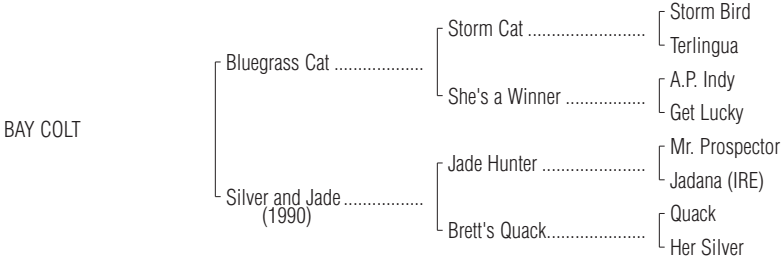 Storm Bird
Storm Cat ........................
Terlingua
Bluegrass Cat ...................
A.P. Indy
She's a Winner .................
Get Lucky
BAY COLT
Mr. Prospector
Jade Hunter .....................
Jadana (IRE)
Silver and Jade.................
(1990)
Quack
Brett's Quack.....................
Her Silver